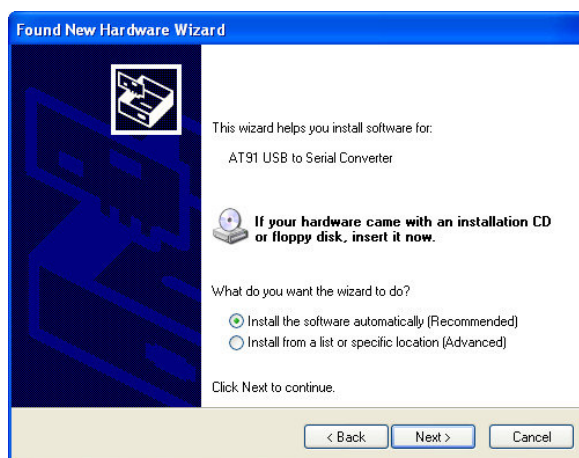 Found New Hardware Wizard
This wizard helps you install software for:
AT91 USB to Serial Converter
If your hardware came with an installation CD
or floppy disk, insert it now.
What do you want the wizard to do?
Install the software automatically (Recommended)
Install from a list or specific location (Advanced)
Click Next to continue.
< Back
Next >
Cancel